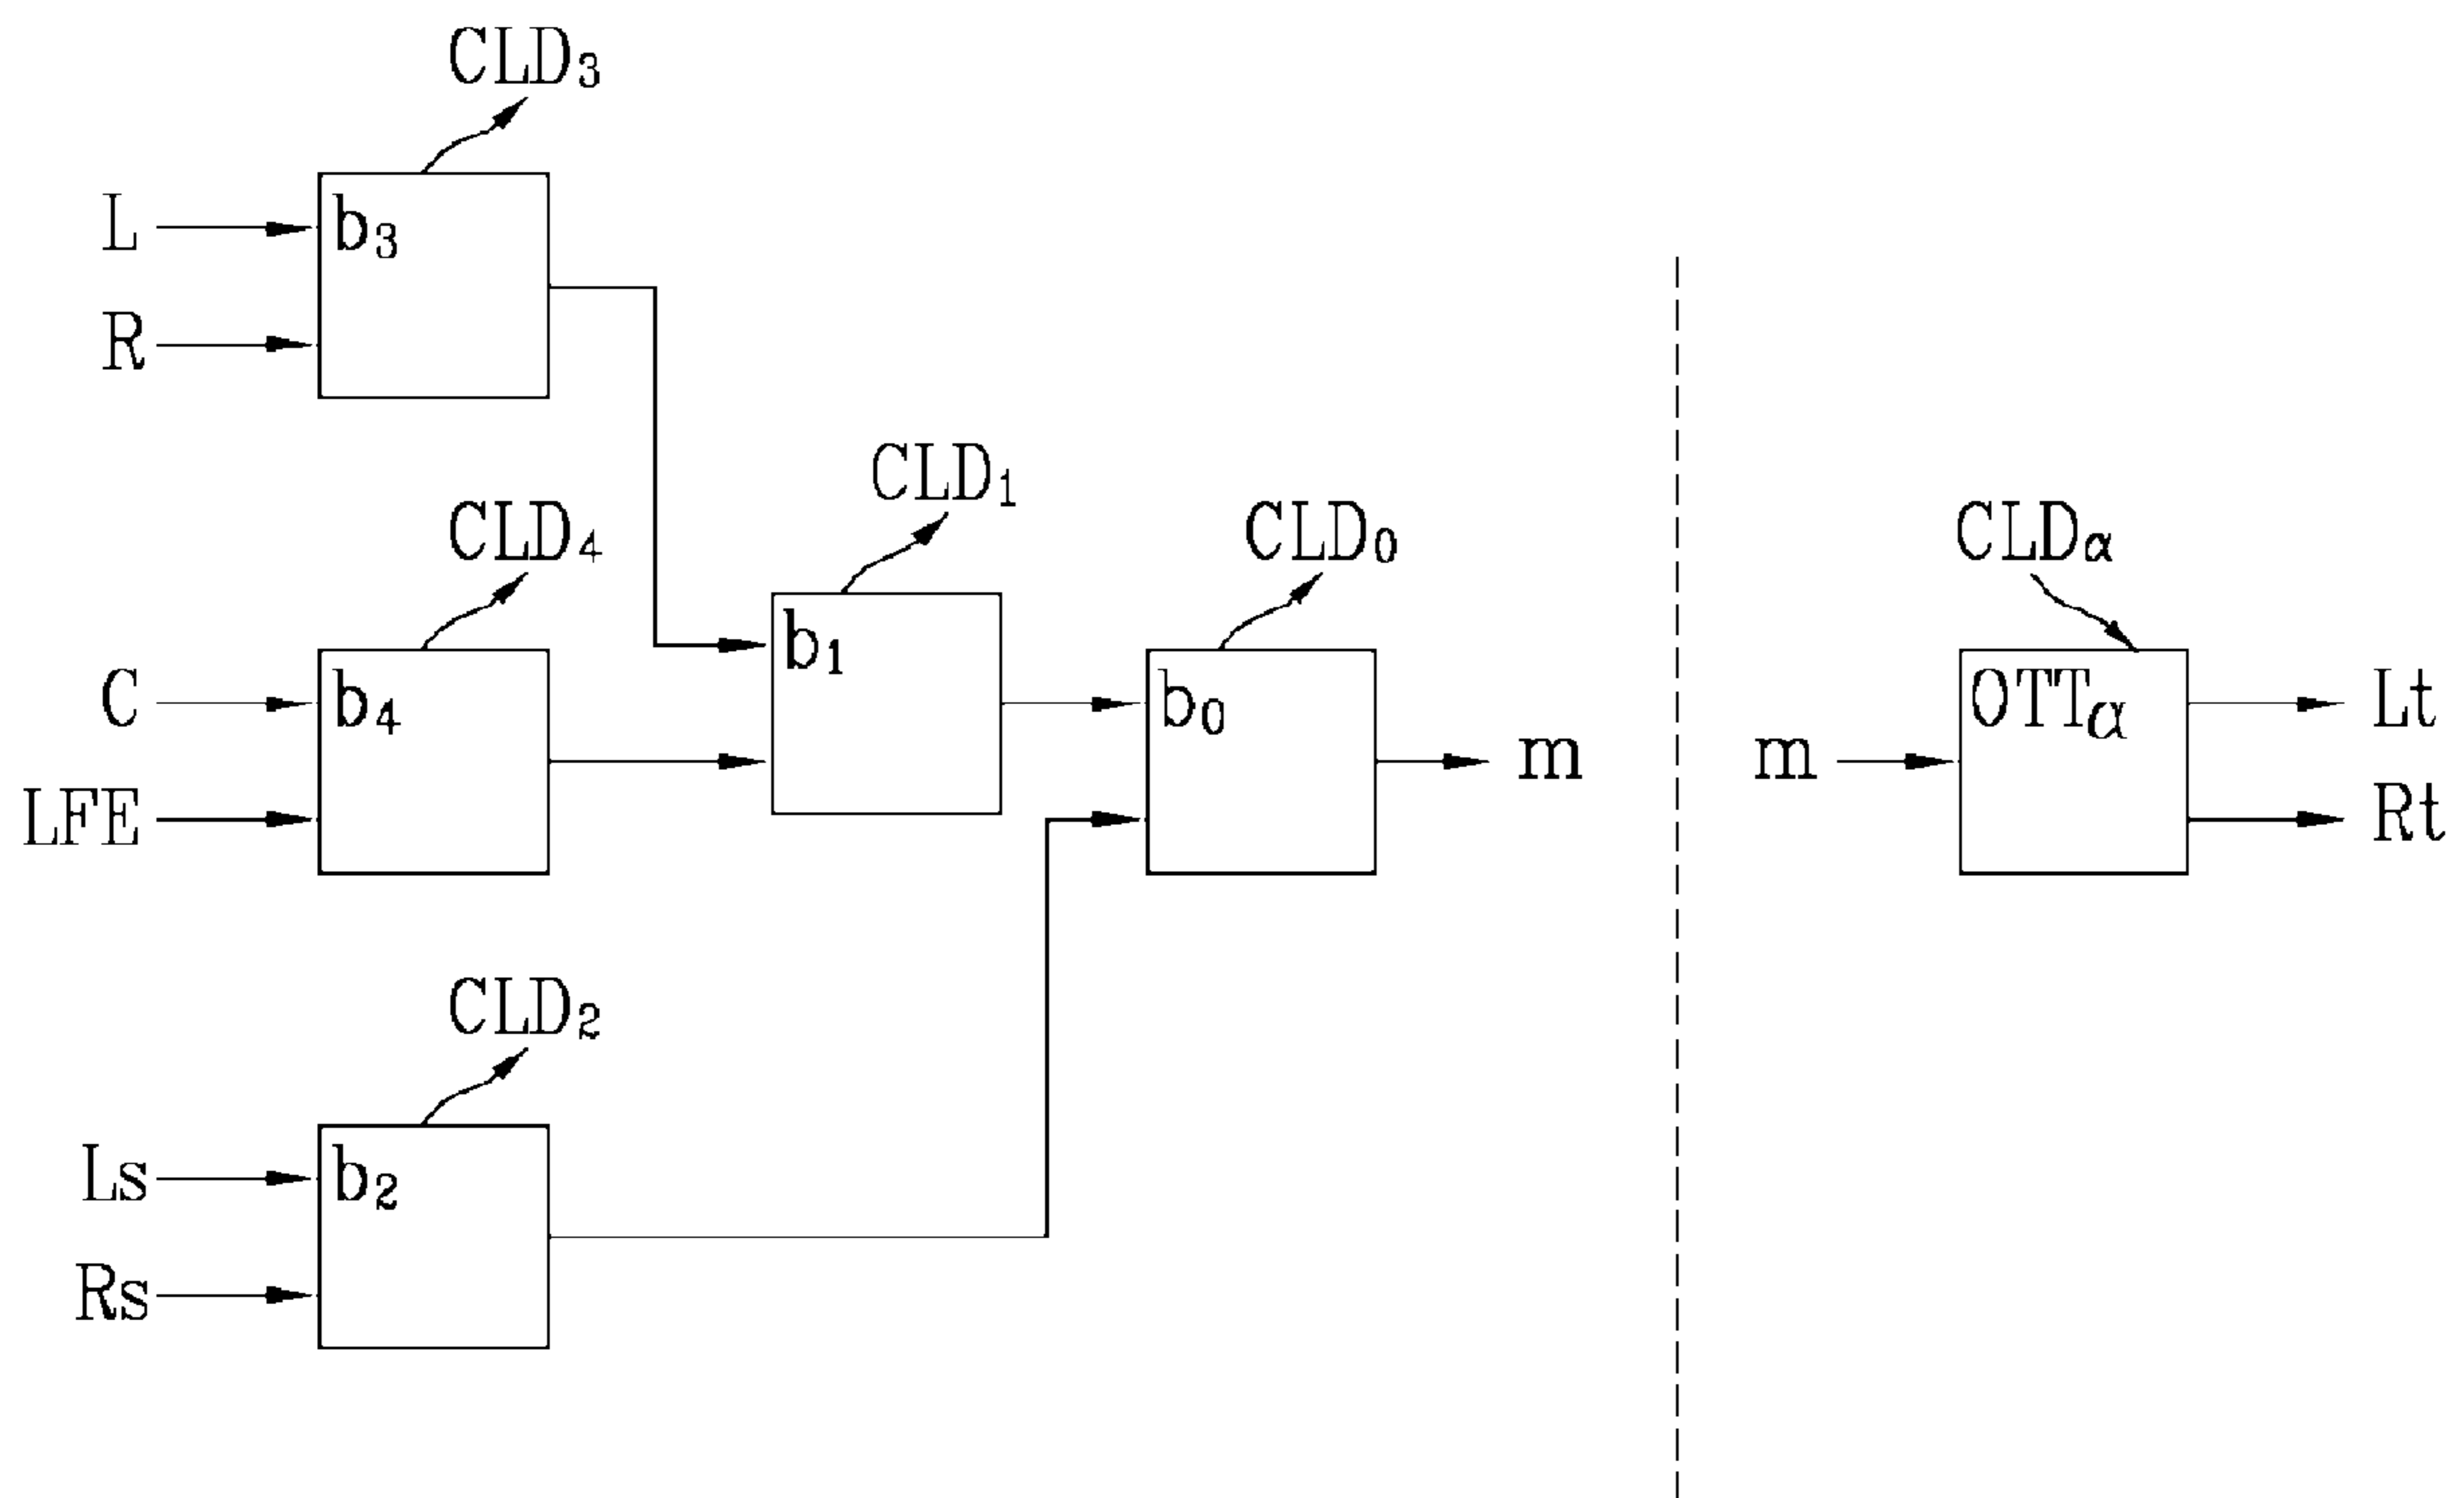 CLD₃
L
b₃
R
CLD₁
CLD₄
CLD₀
CLDα
C
b₄
b₁
b₀
OTTα
Lt
m
m
LFE
Rt
CLD₂
Ls
b₂
Rs